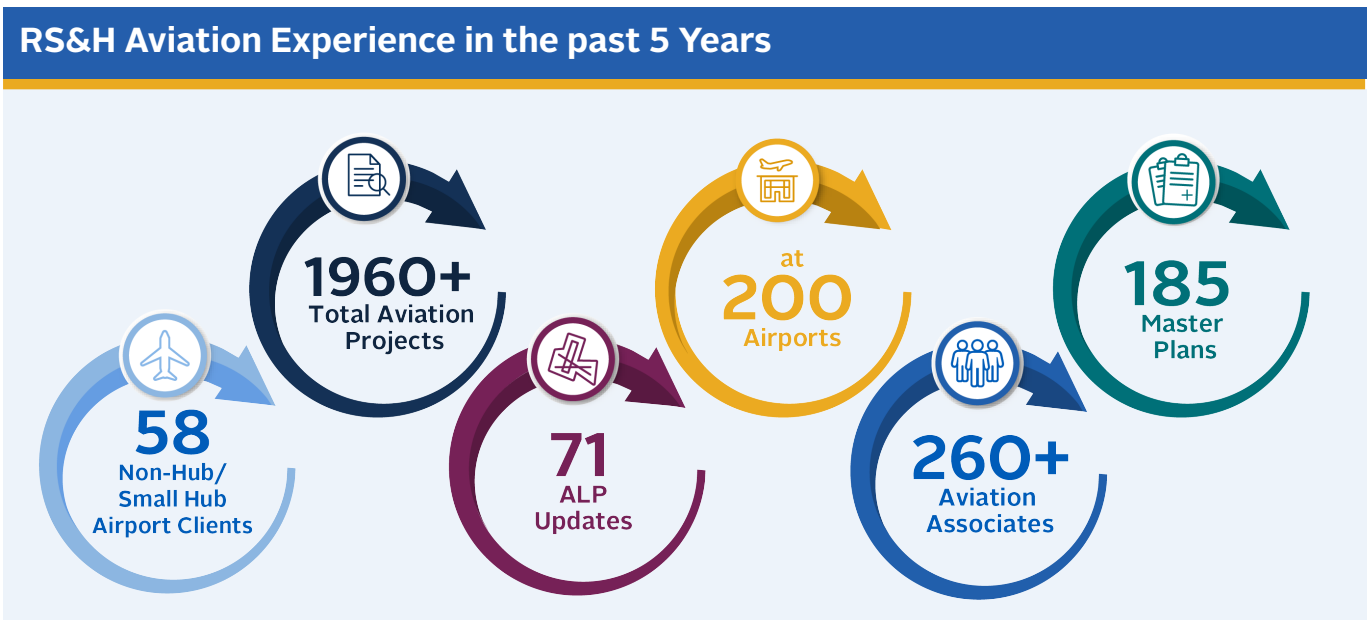 RS&H Aviation Experience in the past 5 Years
58
Non-Hub/
Small Hub
Airport Clients
1960+
Total Aviation
Projects
71
ALP
Updates
at
200
Airports
260+
Aviation
Associates
185
Master
Plans